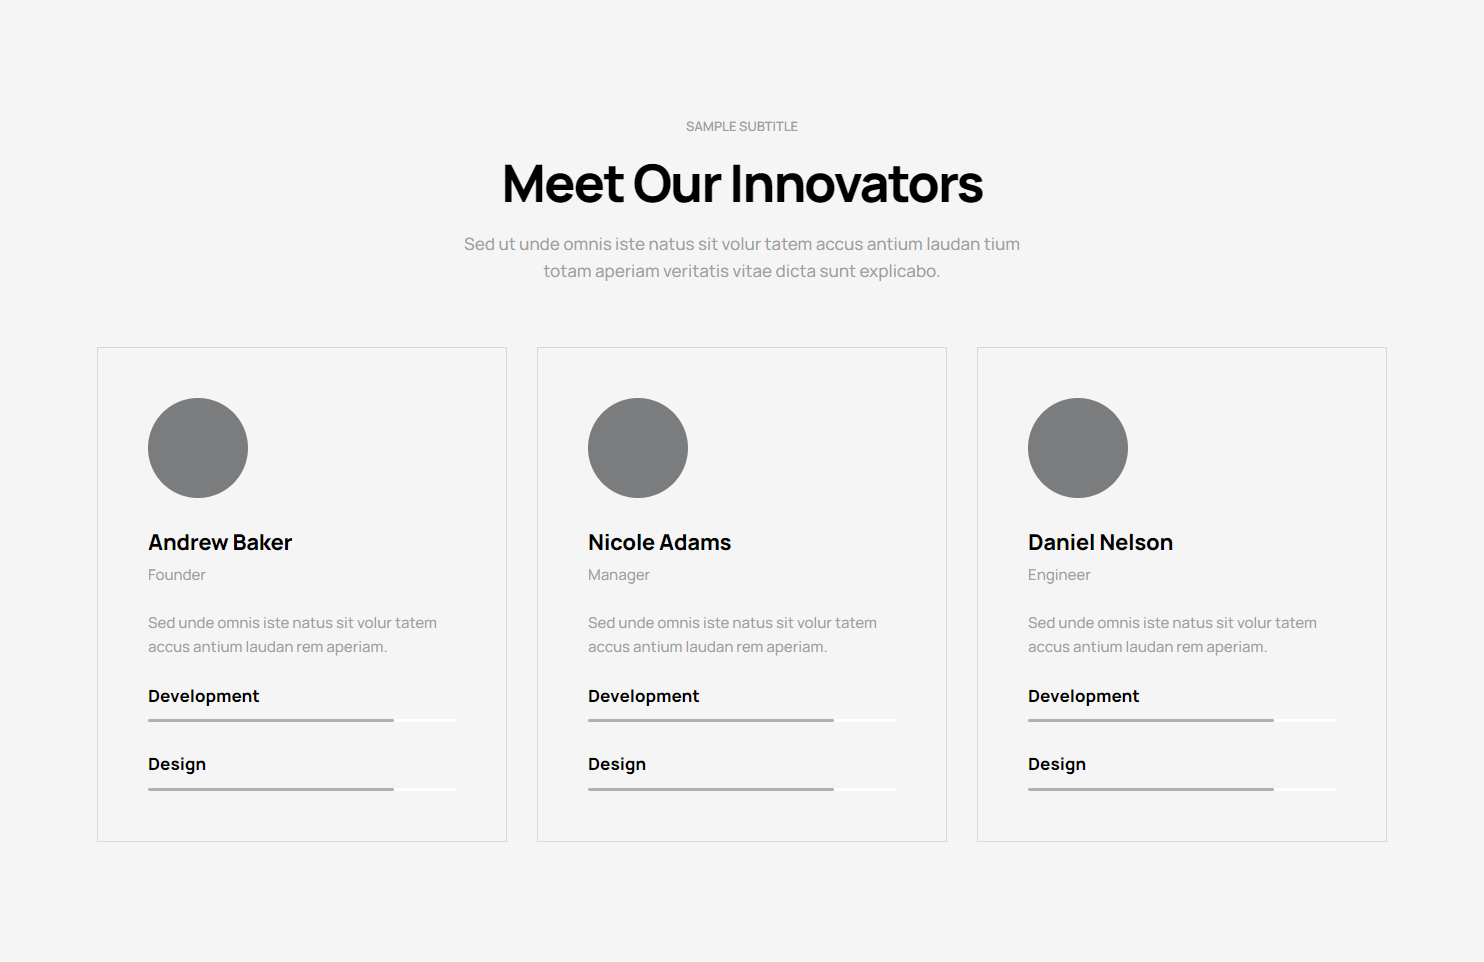 SAMPLE SUBTITLE
Meet Our Innovators
Sed ut unde omnis iste natus sit volur tatem accus antium laudan tium
totam aperiam veritatis vitae dicta sunt explicabo.
Andrew Baker
Founder
Sed unde omnis iste natus sit volur tatem
accus antium laudan rem aperiam.
Development
Design
Nicole Adams
Manager
Sed unde omnis iste natus sit volur tatem
accus antium laudan rem aperiam.
Development
Design
Daniel Nelson
Engineer
Sed unde omnis iste natus sit volur tatem
accus antium laudan rem aperiam.
Development
Design